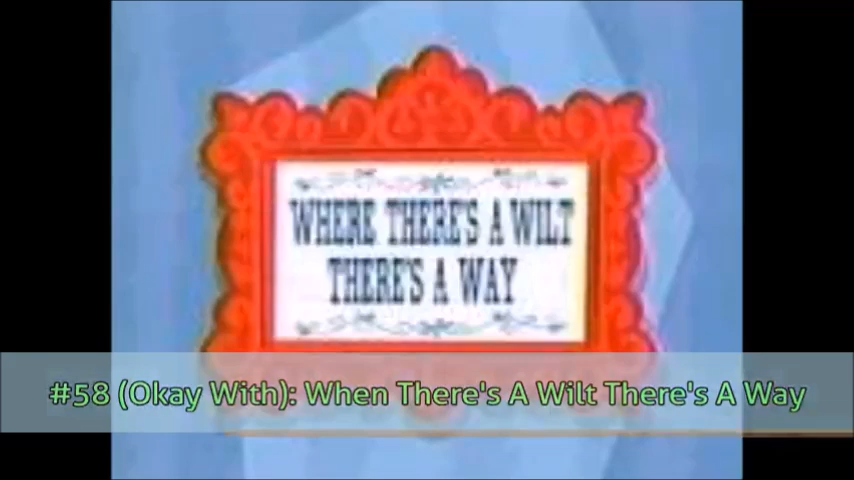 WHERE THERE'S A WILT
THERE'S A WAY
#58 (Okay With): When There's A Wilt There's A Way